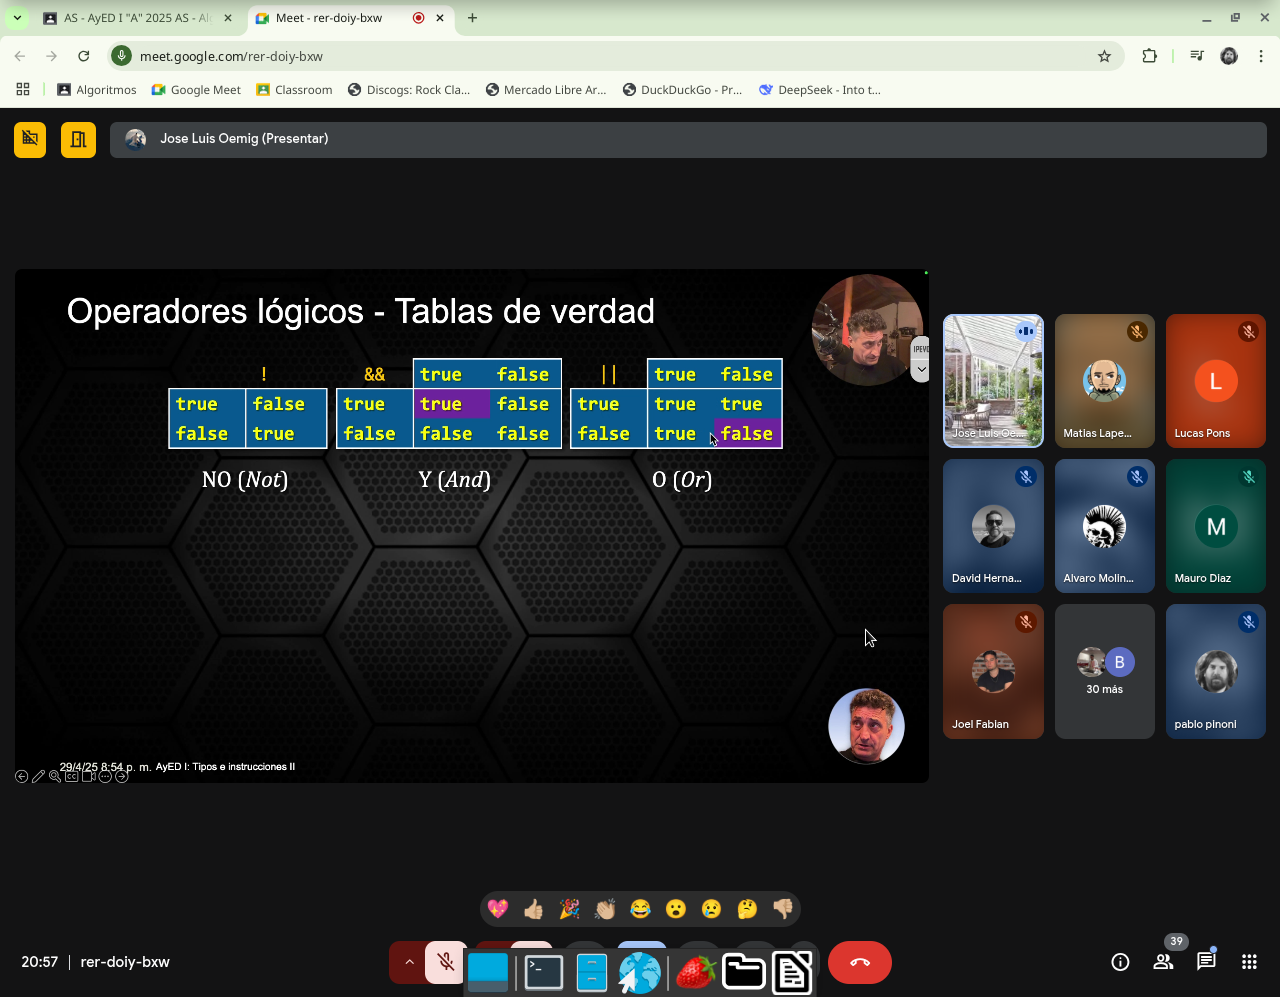 AS - AyED I "A" 2025 AS - Al
Meet - rer-doiy-bxw
meet.google.com/rer-doiy-bxw
Algoritmos
Google Meet
Classroom
Discogs: Rock Cla...
Mercado Libre Ar...
DuckDuckGo - Pr...
DeepSeek - Into t...
Jose Luis Oemig (Presentar)
Operadores lógicos - Tablas de verdad
! && true false || true false
true false true true false true true true
false true false false false false true false
NO (Not) Y (And) O (Or)
29/4/25 8:54 p. m. AyED I: Tipos e instrucciones II
Jose Luis Oe...
Matias Lape...
Lucas Pons
L
David Herna...
Alvaro Molin...
Mauro Diaz
M
Joel Fabian
B
30 más
pablo pinoni
20:57 | rer-doiy-bxw
39